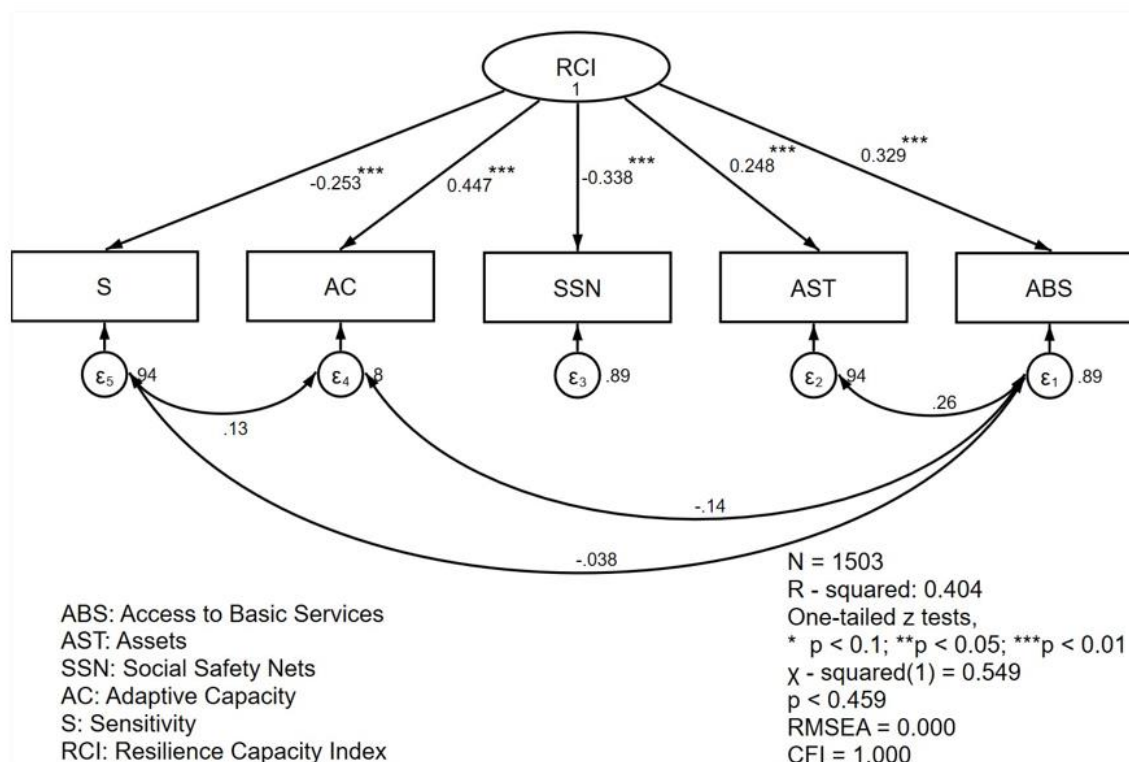 RCI
1
-0.253***
0.447***
-0.338***
0.248***
0.329***
S
AC
SSN
AST
ABS
ε5
.94
ε4
.8
ε3
.89
ε2
.94
ε1
.89
.13
.26
-.14
-.038
ABS: Access to Basic Services
AST: Assets
SSN: Social Safety Nets
AC: Adaptive Capacity
S: Sensitivity
RCI: Resilience Capacity Index
N = 1503
R - squared: 0.404
One-tailed z tests,
* p < 0.1; **p < 0.05; ***p < 0.01
χ - squared(1) = 0.549
p < 0.459
RMSEA = 0.000
CFI = 1.000